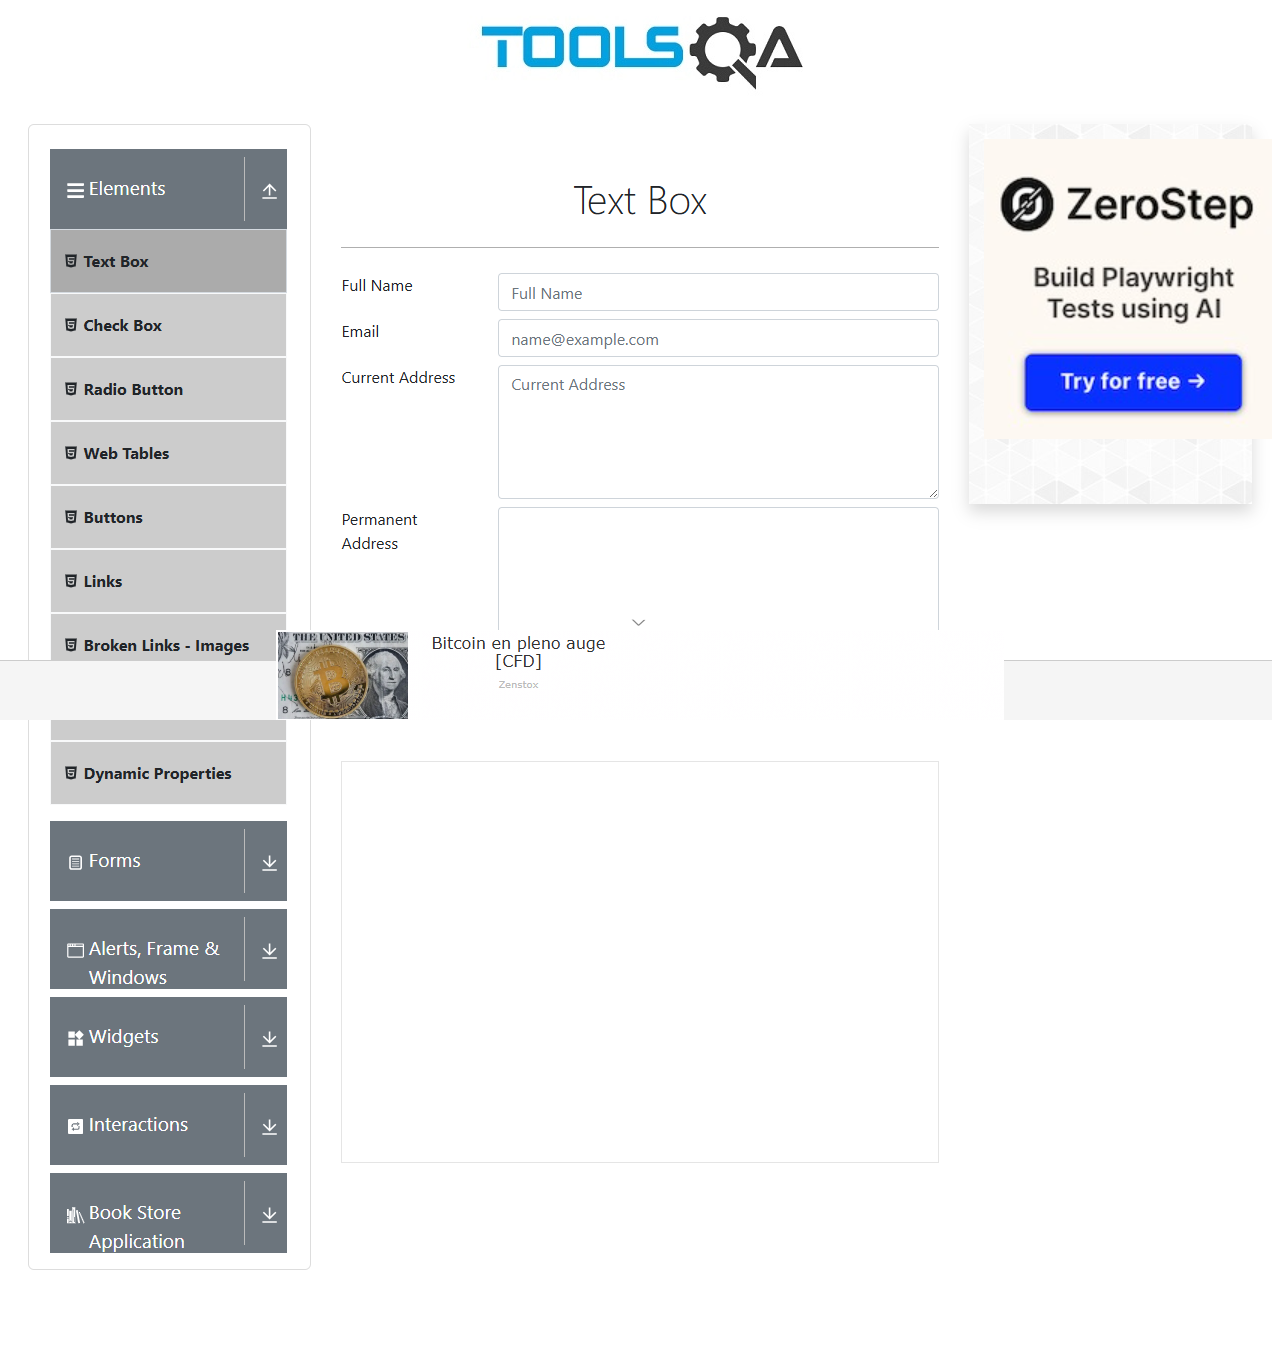 TOOLSQA
Elements
Text Box
Check Box
Radio Button
Web Tables
Buttons
Links
Broken Links - Images
Dynamic Properties
Forms
Alerts, Frame &
Windows
Widgets
Interactions
Book Store
Application
Text Box
Full Name
Full Name
Email
name@example.com
Current Address
Current Address
Permanent
Address
ZeroStep
Build Playwright
Tests using AI
Try for free →
THE UNITED STATES
Bitcoin en pleno auge
[CFD]
Zenstox